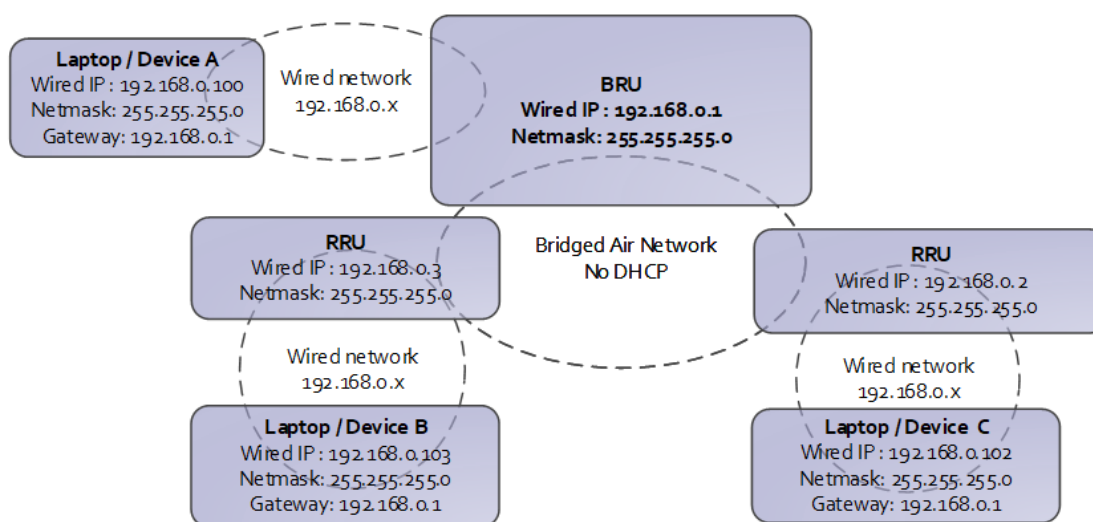 Laptop / Device A
Wired IP : 192.168.0.100
Netmask: 255.255.255.0
Gateway: 192.168.0.1
Wired network
192.168.0.x
BRU
Wired IP : 192.168.0.1
Netmask: 255.255.255.0
RRU
Wired IP : 192.168.0.3
Netmask: 255.255.255.0
Bridged Air Network
No DHCP
RRU
Wired IP : 192.168.0.2
Netmask: 255.255.255.0
Wired network
192.168.0.x
Wired network
192.168.0.x
Laptop / Device B
Wired IP : 192.168.0.103
Netmask: 255.255.255.0
Gateway: 192.168.0.1
Laptop / Device C
Wired IP : 192.168.0.102
Netmask: 255.255.255.0
Gateway: 192.168.0.1